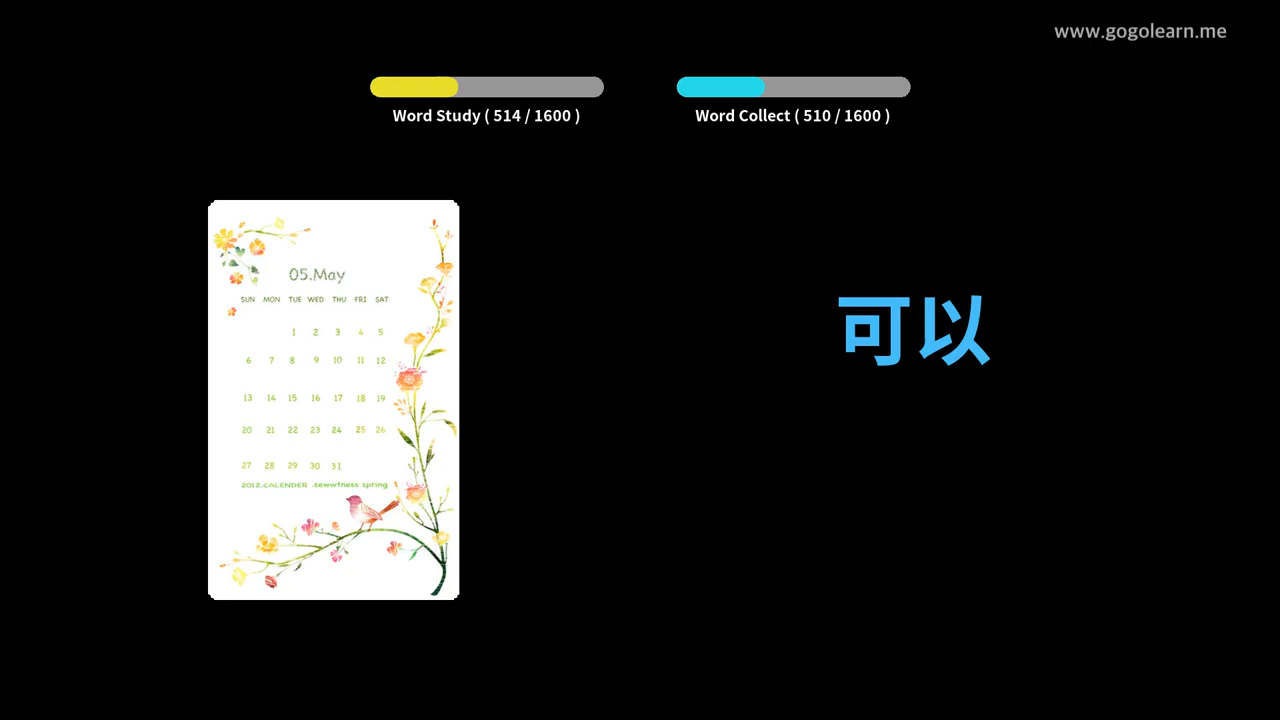 www.gogolearn.me
Word Study ( 514 / 1600 )
Word Collect ( 510 / 1600 )
05.May
SUN MON TUE WED THU FRI SAT
1 2 3 4 5
6 7 8 9 10 11 12
13 14 15 16 17 18 19
20 21 22 23 24 25 26
27 28 29 30 31
2012.CALENDER .sewwtness spring
可以